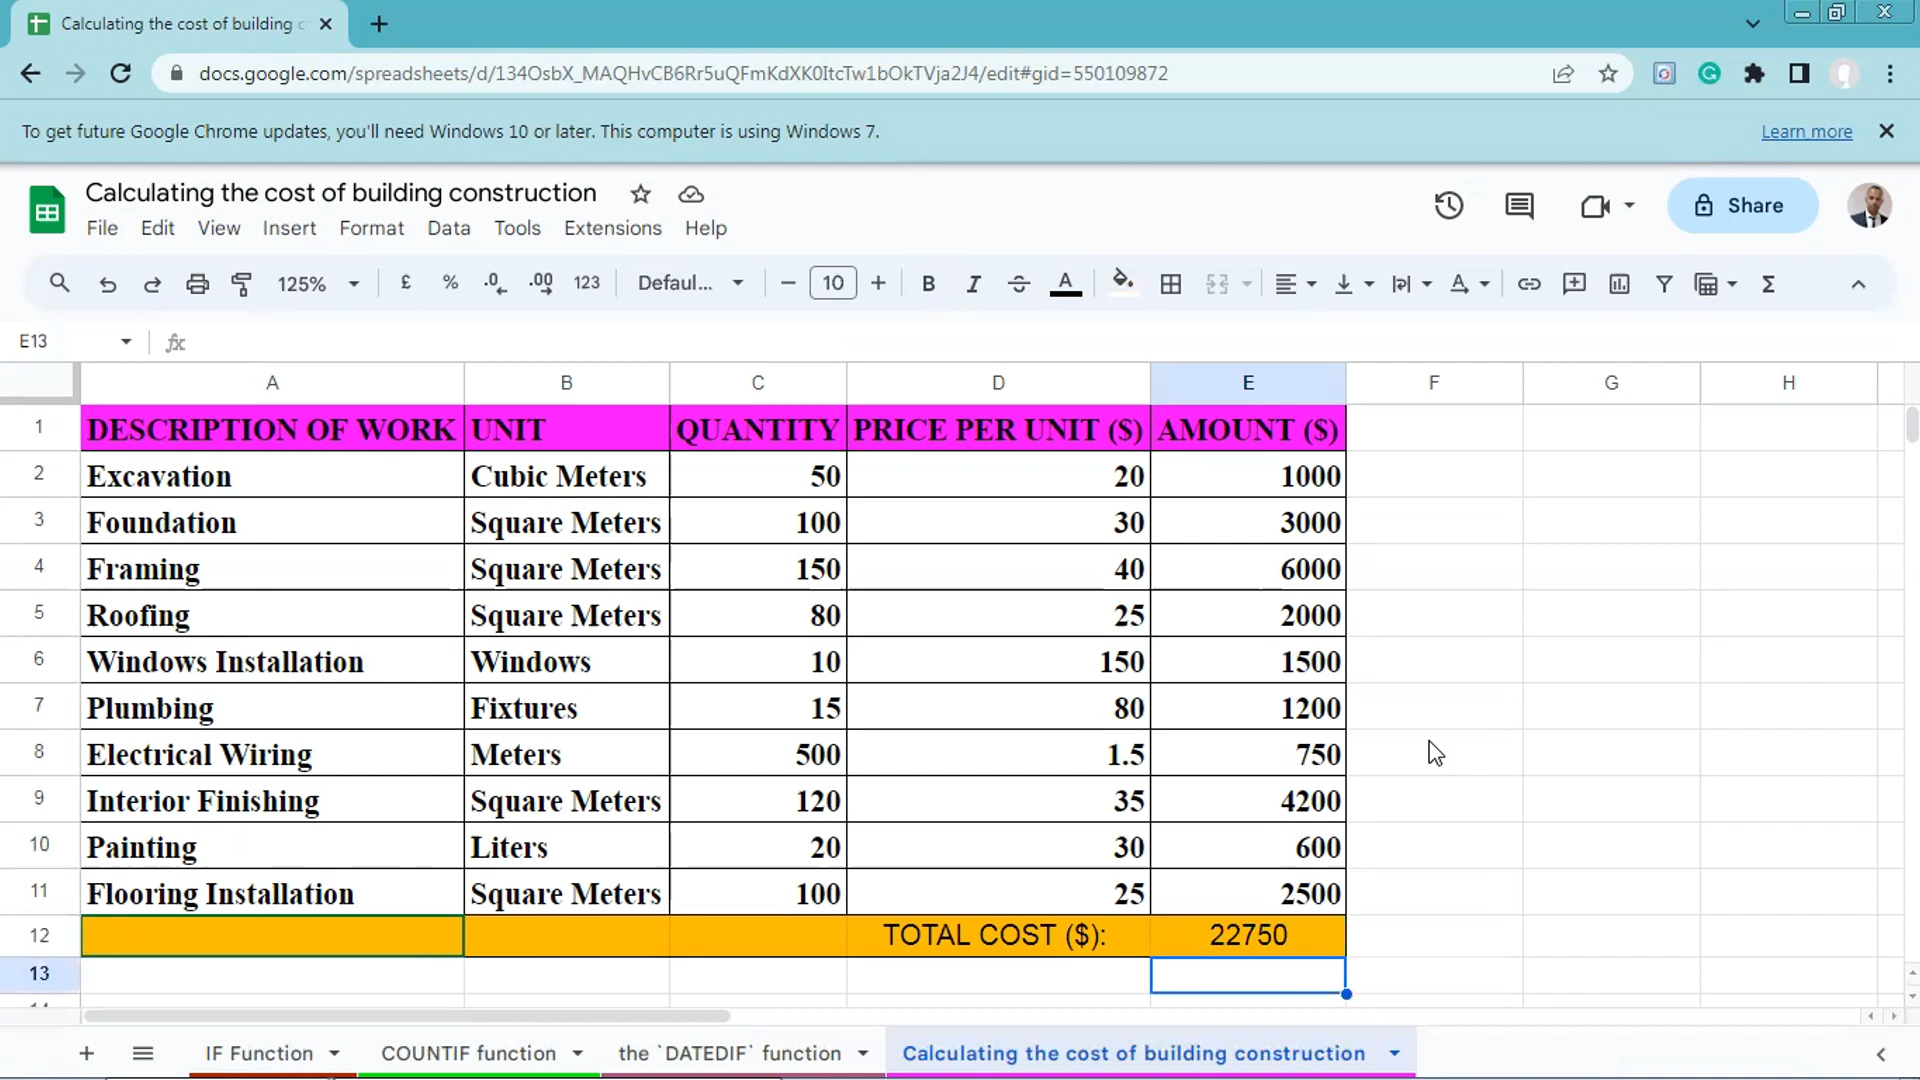 Calculating the cost of building c
docs.google.com/spreadsheets/d/134OsbX_MAQHvCB6Rr5uQFmKdXK0ItcTw1bOkTVja2J4/edit#gid=550109872
To get future Google Chrome updates, you'll need Windows 10 or later. This computer is using Windows 7. Learn more
Calculating the cost of building construction
File Edit View Insert Format Data Tools Extensions Help
Share
125% £ % .0 .00 123 Defaul... 10 B I A A Σ
E13 fx
A B C D E F G H
1 DESCRIPTION OF WORK UNIT QUANTITY PRICE PER UNIT ($) AMOUNT ($)
2 Excavation Cubic Meters 50 20 1000
3 Foundation Square Meters 100 30 3000
4 Framing Square Meters 150 40 6000
5 Roofing Square Meters 80 25 2000
6 Windows Installation Windows 10 150 1500
7 Plumbing Fixtures 15 80 1200
8 Electrical Wiring Meters 500 1.5 750
9 Interior Finishing Square Meters 120 35 4200
10 Painting Liters 20 30 600
11 Flooring Installation Square Meters 100 25 2500
12 TOTAL COST ($): 22750
13
IF Function COUNTIF function the `DATEDIF` function Calculating the cost of building construction